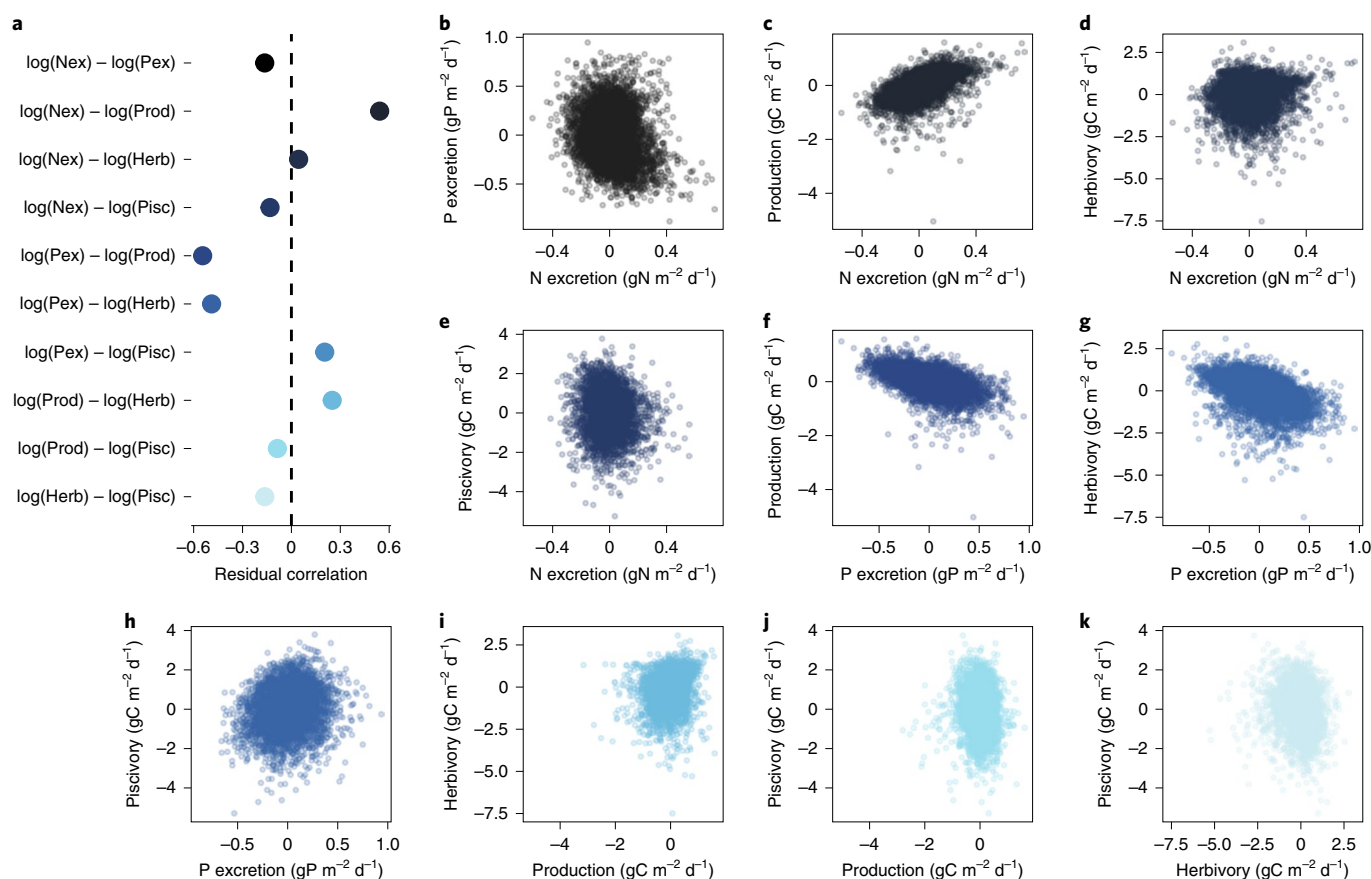 a
log(Nex) – log(Pex)
log(Nex) – log(Prod)
log(Nex) – log(Herb)
log(Nex) – log(Pisc)
log(Pex) – log(Prod)
log(Pex) – log(Herb)
log(Pex) – log(Pisc)
log(Prod) – log(Herb)
log(Prod) – log(Pisc)
log(Herb) – log(Pisc)
–0.6 –0.3 0 0.3 0.6
Residual correlation
b
1.0
0.5
0
–0.5
P excretion (gP m⁻² d⁻¹)
–0.4 0 0.4
N excretion (gN m⁻² d⁻¹)
c
0
–2
–4
Production (gC m⁻² d⁻¹)
–0.4 0 0.4
N excretion (gN m⁻² d⁻¹)
d
2.5
0
–2.5
–5.0
–7.5
Herbivory (gC m⁻² d⁻¹)
–0.4 0 0.4
N excretion (gN m⁻² d⁻¹)
e
4
2
0
–2
–4
Piscivory (gC m⁻² d⁻¹)
–0.4 0 0.4
N excretion (gN m⁻² d⁻¹)
f
0
–2
–4
Production (gC m⁻² d⁻¹)
–0.5 0 0.5 1.0
P excretion (gP m⁻² d⁻¹)
g
2.5
0
–2.5
–5.0
–7.5
Herbivory (gC m⁻² d⁻¹)
–0.5 0 0.5 1.0
P excretion (gP m⁻² d⁻¹)
h
4
2
0
–2
–4
Piscivory (gC m⁻² d⁻¹)
–0.5 0 0.5 1.0
P excretion (gP m⁻² d⁻¹)
i
2.5
0
–2.5
–5.0
–7.5
Herbivory (gC m⁻² d⁻¹)
–4 –2 0
Production (gC m⁻² d⁻¹)
j
4
2
0
–2
–4
Piscivory (gC m⁻² d⁻¹)
–4 –2 0
Production (gC m⁻² d⁻¹)
k
4
2
0
–2
–4
Piscivory (gC m⁻² d⁻¹)
–7.5 –5.0 –2.5 0 2.5
Herbivory (gC m⁻² d⁻¹)